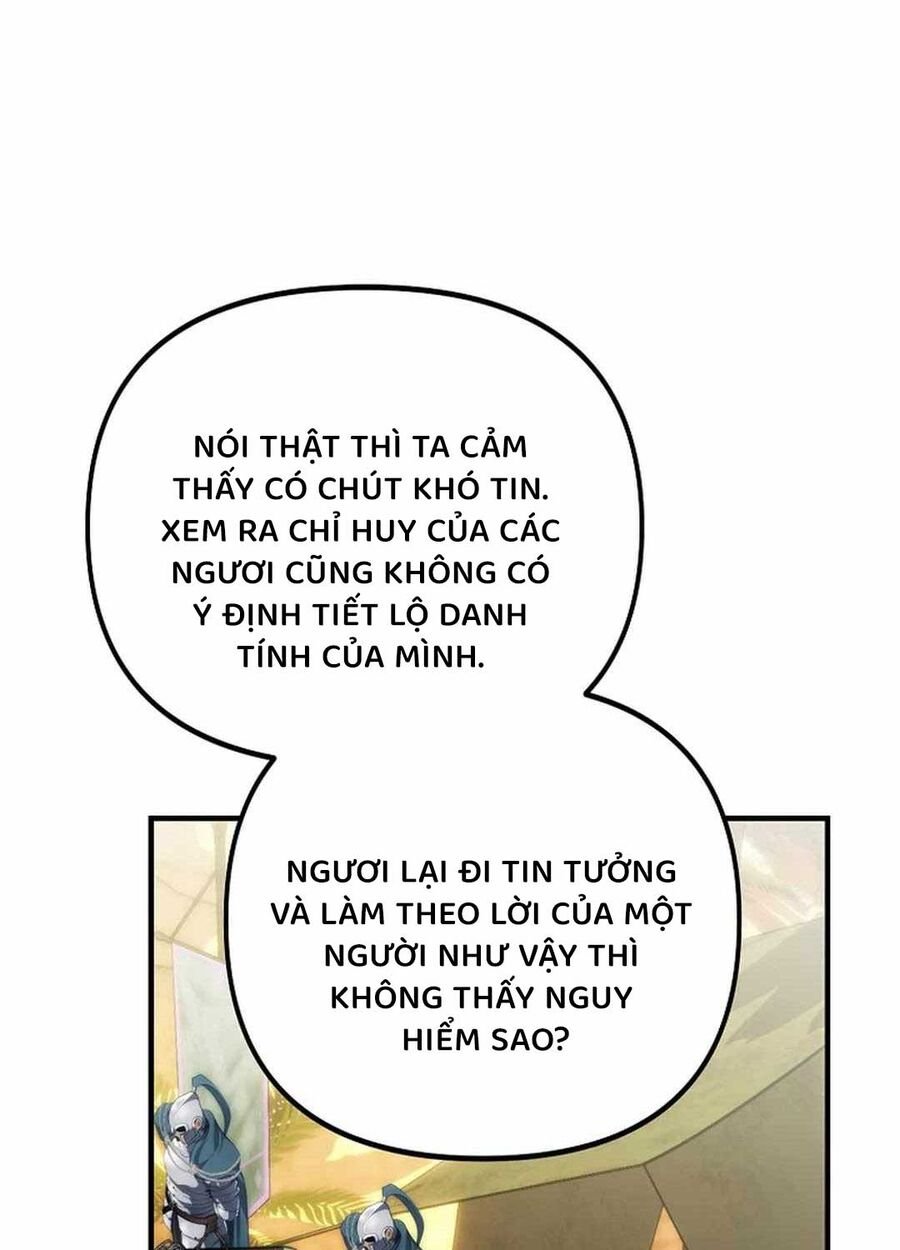 NÓI THẬT THÌ TA CẢM
THẤY CÓ CHÚT KHÓ TIN.
XEM RA CHỈ HUY CỦA CÁC
NGƯƠI CŨNG KHÔNG CÓ
Ý ĐỊNH TIẾT LỘ DANH
TÍNH CỦA MÌNH.
NGƯƠI LẠI ĐI TIN TƯỞNG
VÀ LÀM THEO LỜI CỦA MỘT
NGƯỜI NHƯ VẬY THÌ
KHÔNG THẤY NGUY
HIỂM SAO?